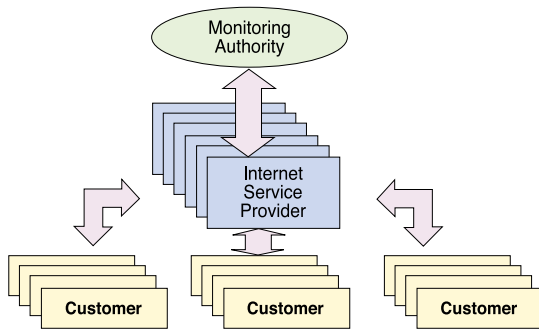 Monitoring
Authority
Internet
Service
Provider
Customer
Customer
Customer